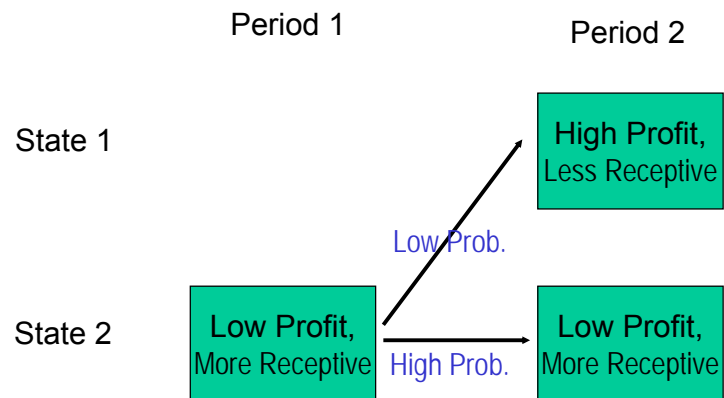 Period 1
Period 2
State 1
High Profit,
Less Receptive
Low Prob.
State 2
Low Profit,
More Receptive
High Prob.
Low Profit,
More Receptive